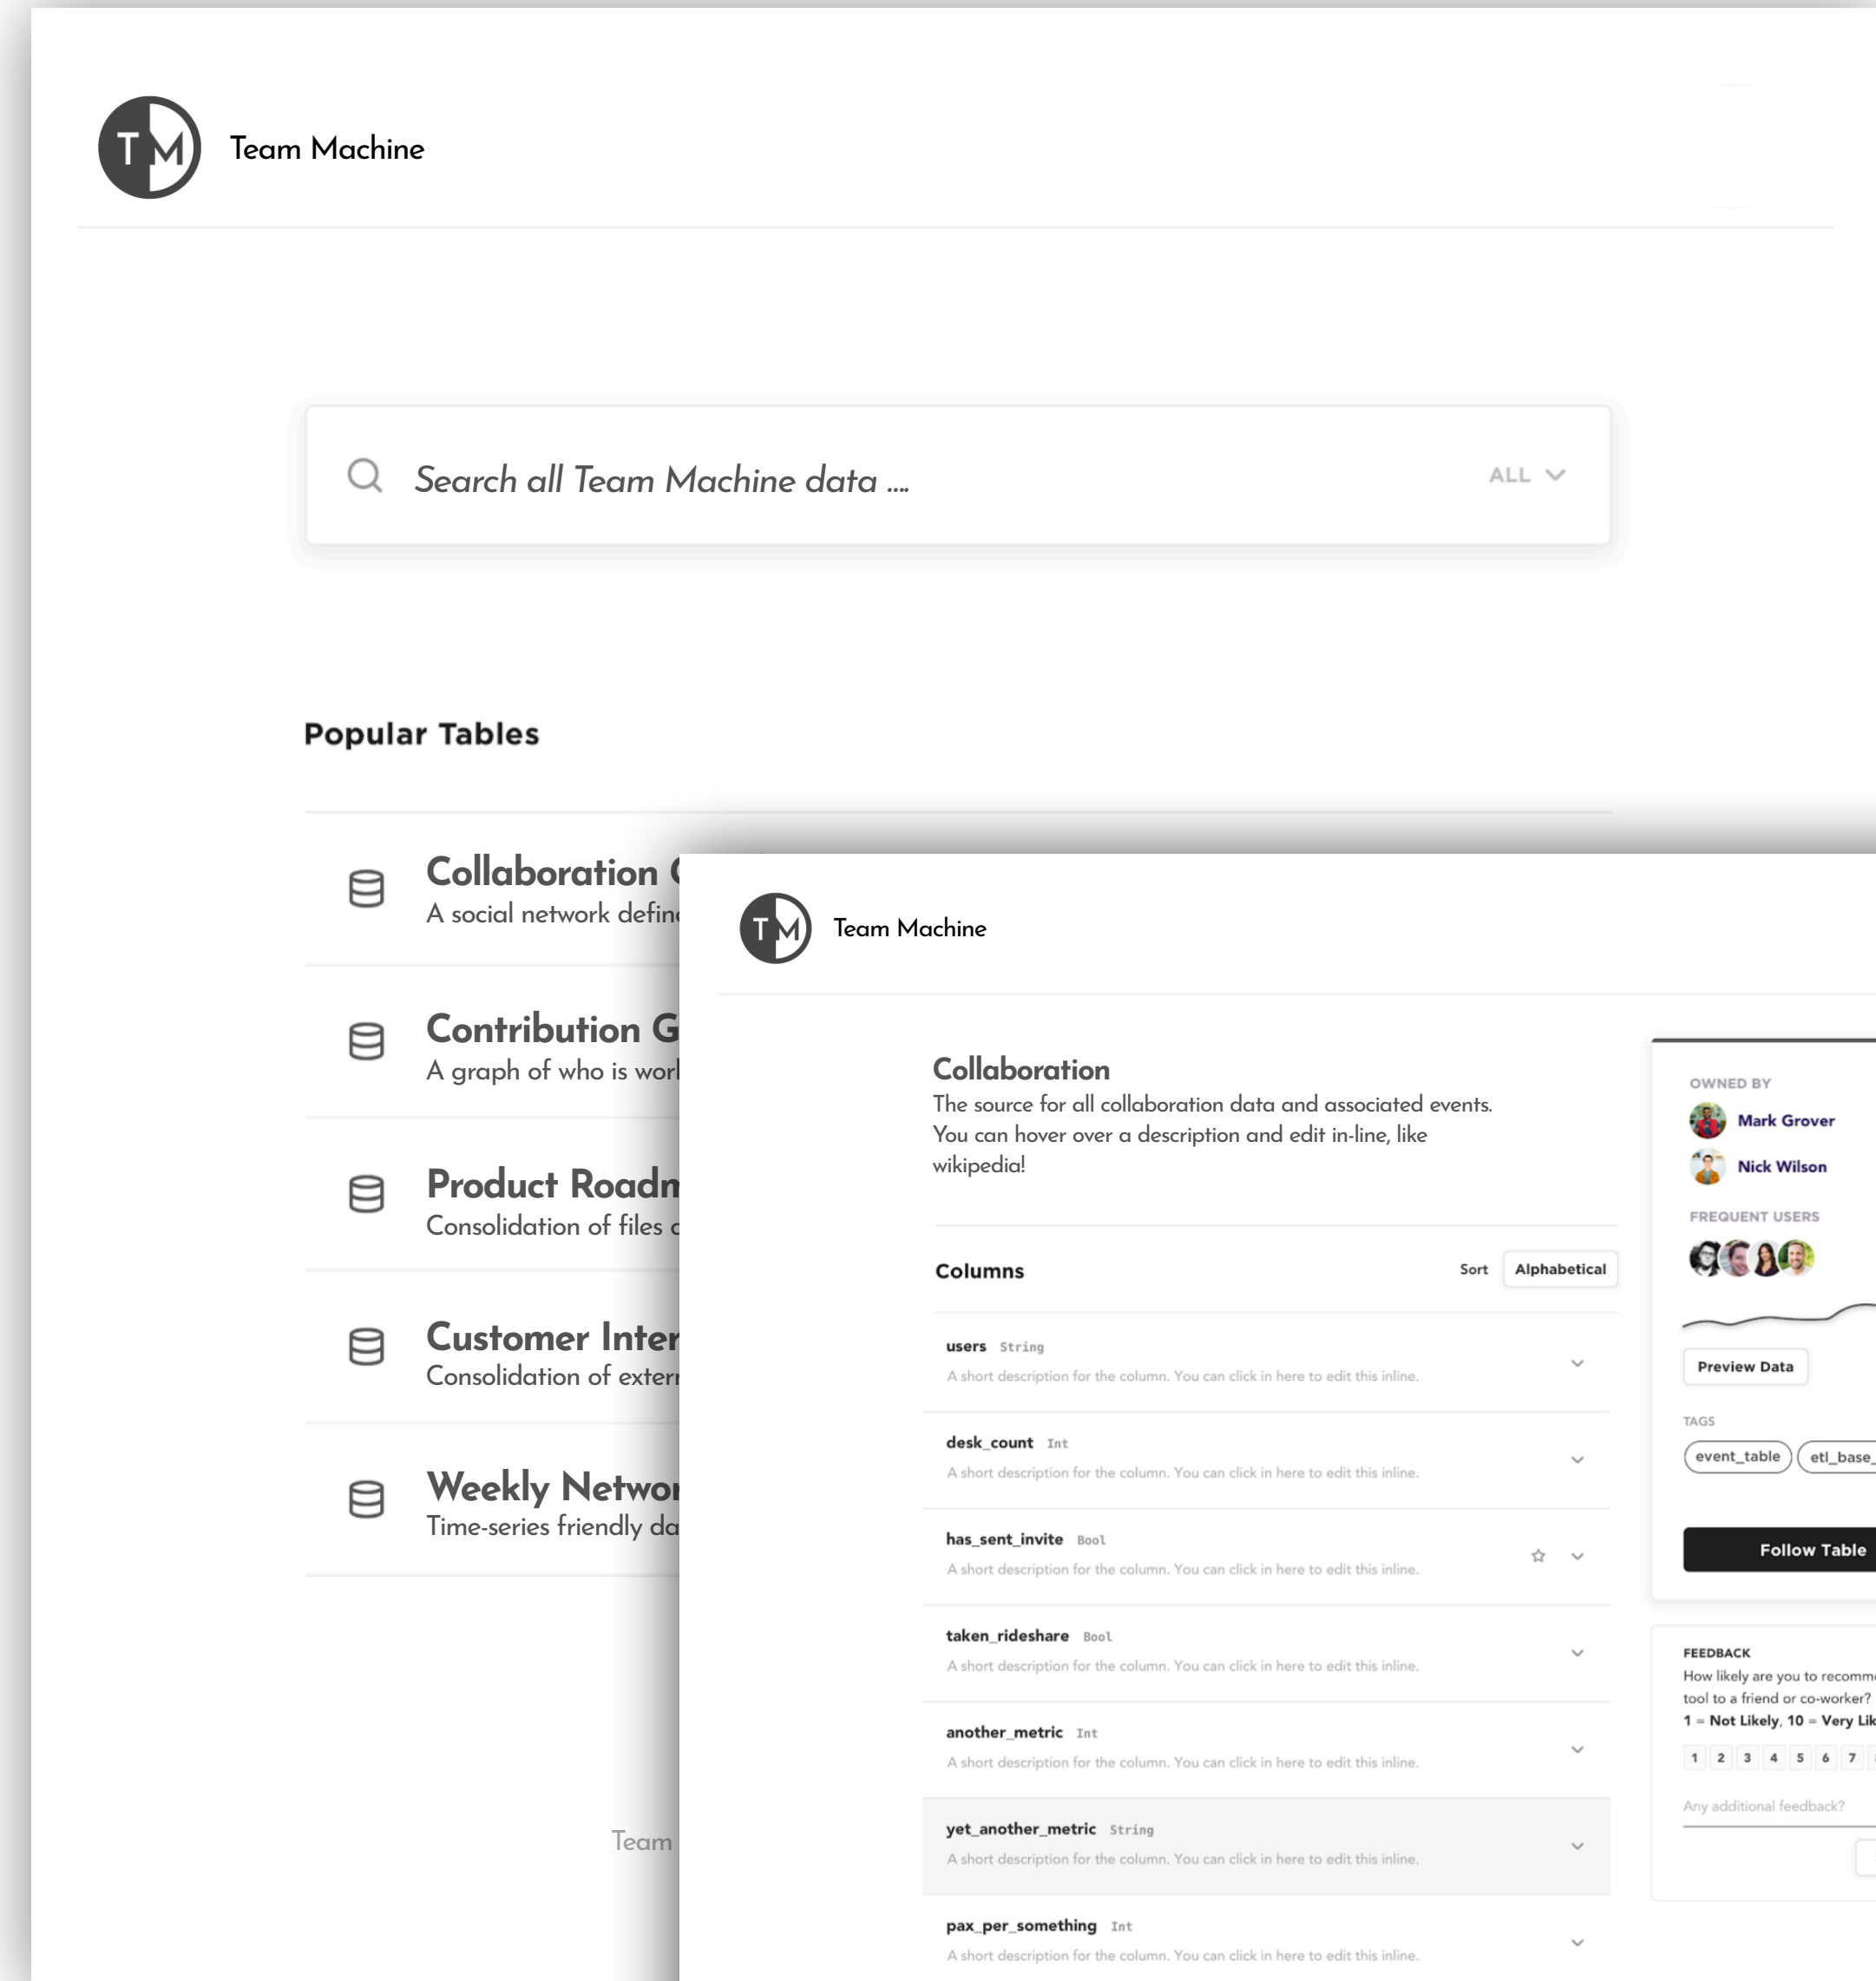 TM Team Machine
Search all Team Machine data ....
ALL
Popular Tables
Collaboration
A social network
Contribution
A graph of who is
Product
Consolidation of files
Customer
Consolidation of
Weekly
Time-series friendly
Team
TM Team Machine
Collaboration
The source for all collaboration data and associated events.
You can hover over a description and edit in-line, like
wikipedia!
Columns
Sort Alphabetical
users String
A short description for the column. You can click in here to edit this inline.
desk_count Int
A short description for the column. You can click in here to edit this inline.
has_sent_invite Bool
A short description for the column. You can click in here to edit this inline.
taken_rideshare Bool
A short description for the column. You can click in here to edit this inline.
another_metric Int
A short description for the column. You can click in here to edit this inline.
yet_another_metric String
A short description for the column. You can click in here to edit this inline.
pax_per_something Int
A short description for the column. You can click in here to edit this inline.
OWNED BY
Mark Grover
Nick Wilson
FREQUENT USERS
Preview Data
TAGS
event_table etl_base_
Follow Table
FEEDBACK
How likely are you to
tool to a friend or co-worker?
1 = Not Likely, 10 = Very
1 2 3 4 5 6 7
Any additional feedback?